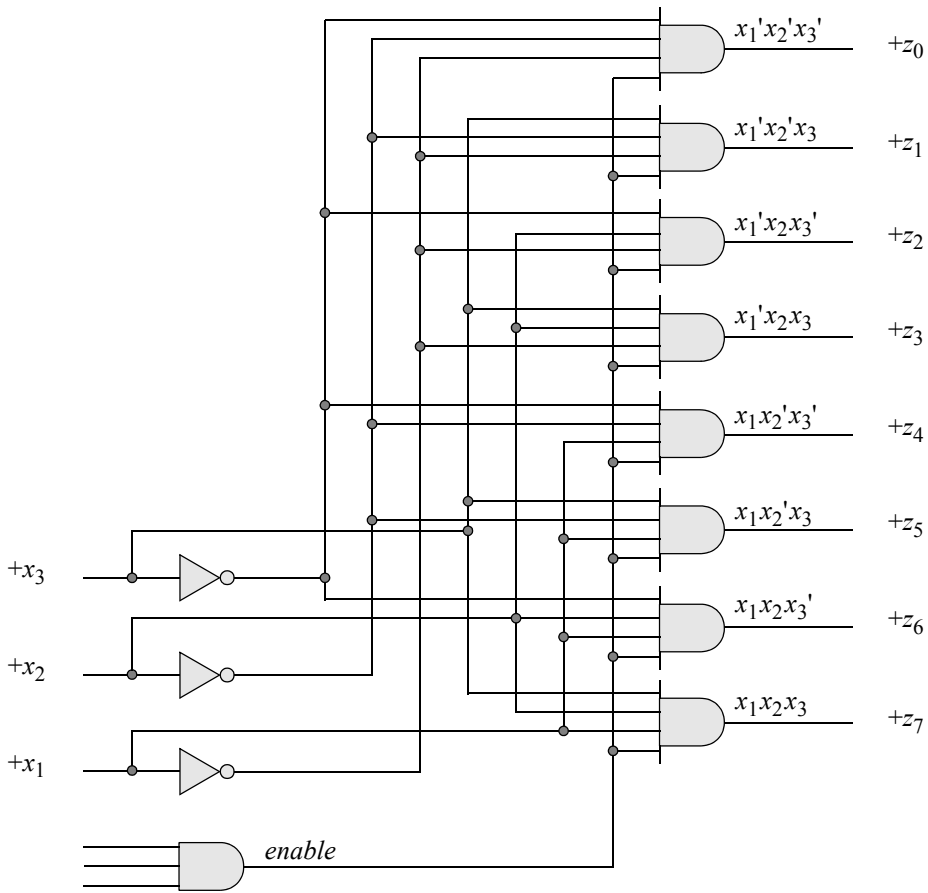 x₁'x₂'x₃' +z₀
x₁'x₂'x₃ +z₁
x₁'x₂x₃' +z₂
x₁'x₂x₃ +z₃
x₁x₂'x₃' +z₄
x₁x₂'x₃ +z₅
+x₃
x₁x₂x₃' +z₆
+x₂
x₁x₂x₃ +z₇
+x₁
enable